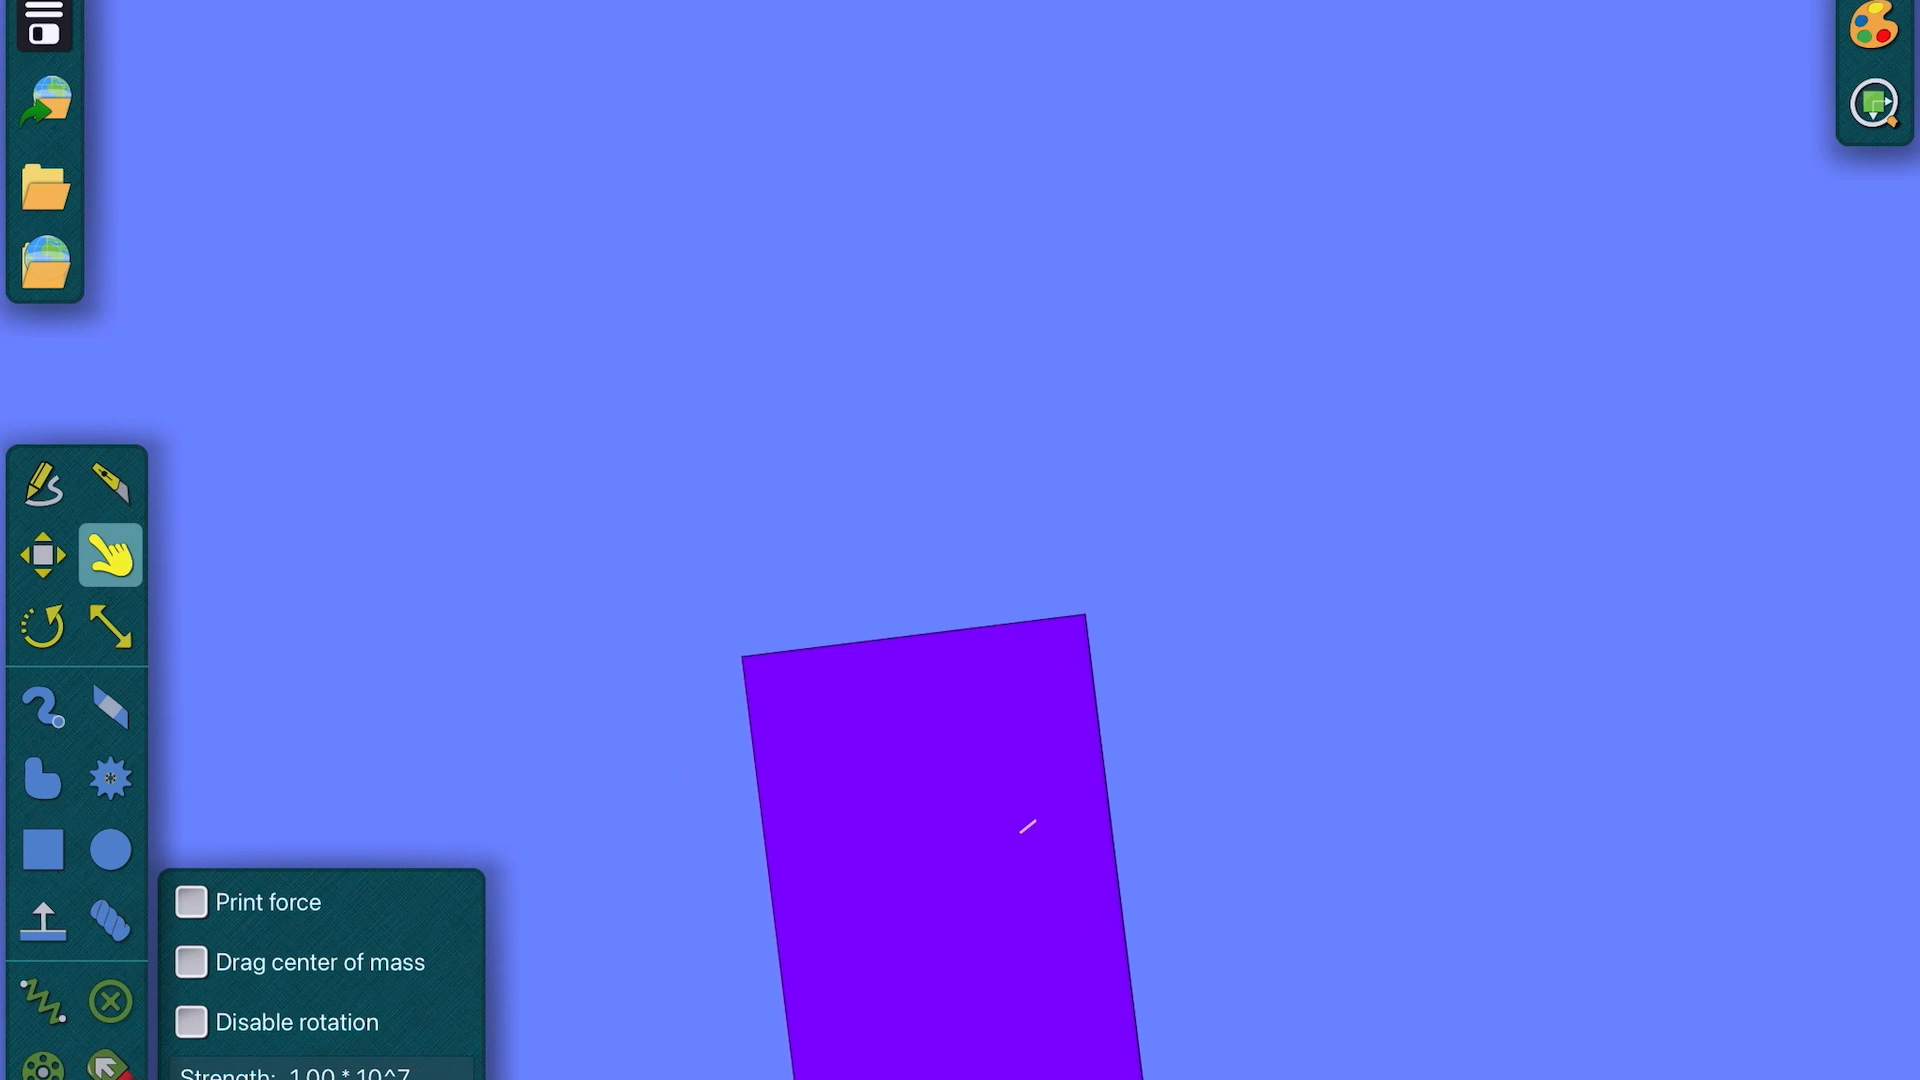 Print force
Drag center of mass
Disable rotation
Strength: 1.00 * 10^7